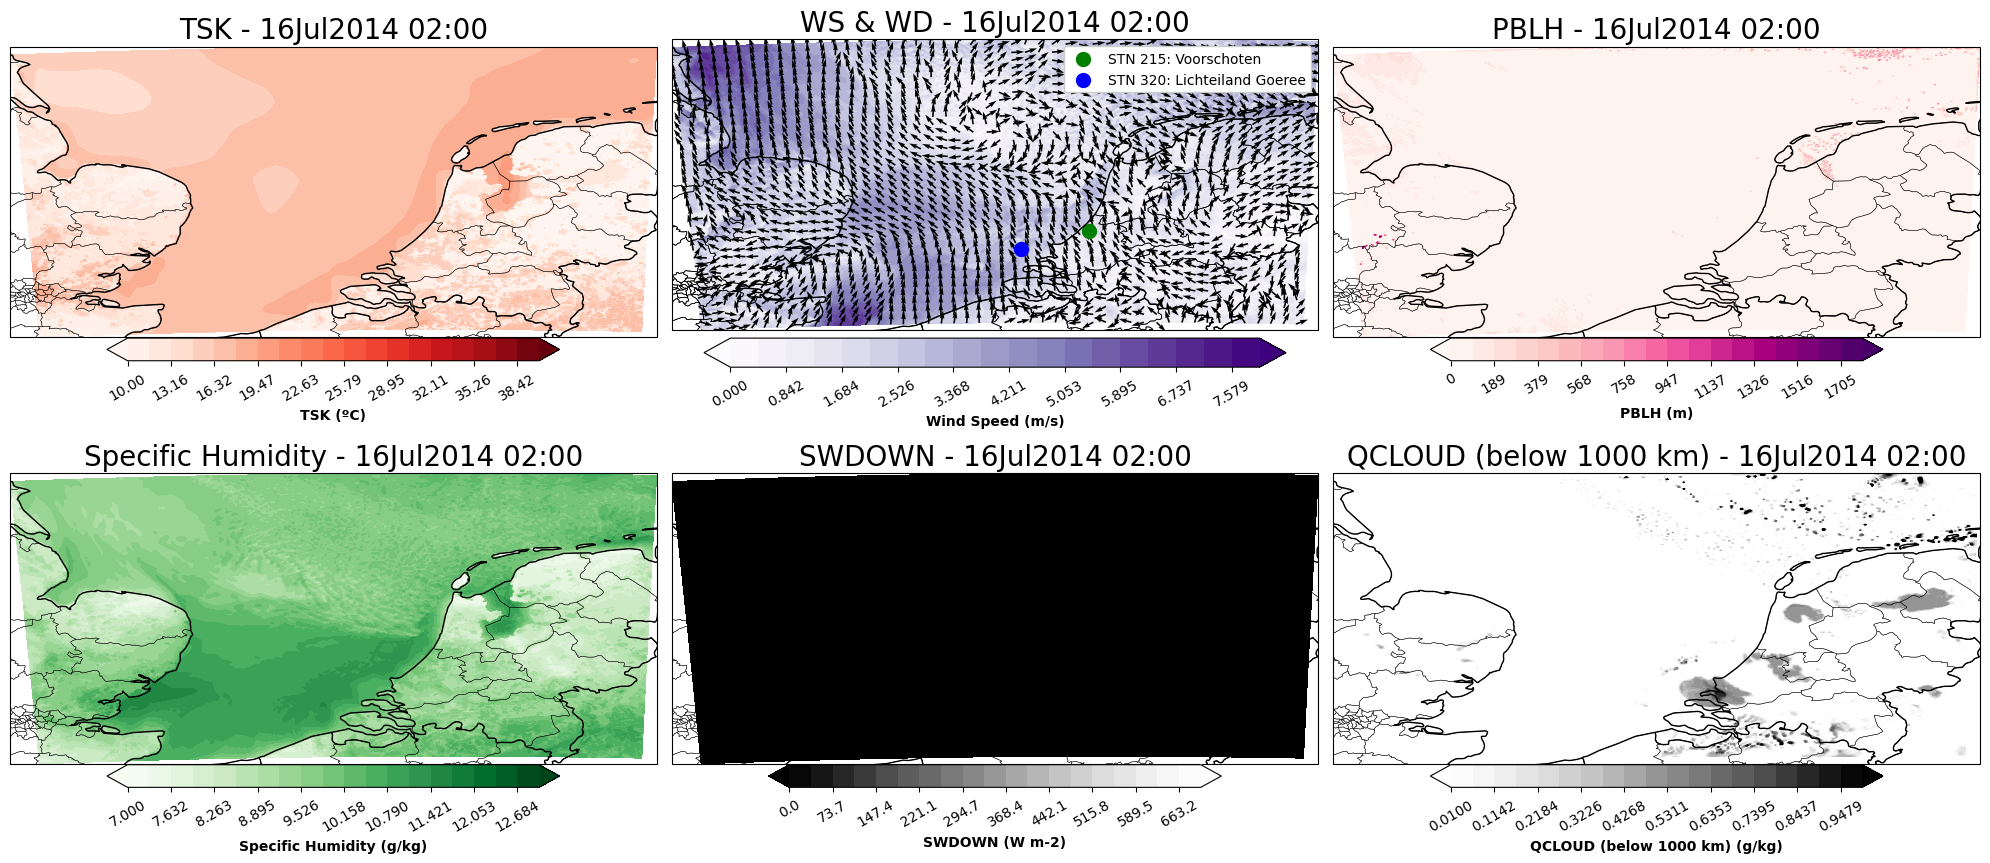 TSK - 16Jul2014 02:00
WS & WD - 16Jul2014 02:00
PBLH - 16Jul2014 02:00
STN 215: Voorschoten
STN 320: Lichteiland Goeree
10.00 13.16 16.32 19.47 22.63 25.79 28.95 32.11 35.26 38.42
TSK (ºC)
0.000 0.842 1.684 2.526 3.368 4.211 5.053 5.895 6.737 7.579
Wind Speed (m/s)
0 189 379 568 758 947 1137 1326 1516 1705
PBLH (m)
Specific Humidity - 16Jul2014 02:00
SWDOWN - 16Jul2014 02:00
QCLOUD (below 1000 km) - 16Jul2014 02:00
7.000 7.632 8.263 8.895 9.526 10.158 10.790 11.421 12.053 12.684
Specific Humidity (g/kg)
0.0 73.7 147.4 221.1 294.7 368.4 442.1 515.8 589.5 663.2
SWDOWN (W m-2)
0.0100 0.1142 0.2184 0.3226 0.4268 0.5311 0.6353 0.7395 0.8437 0.9479
QCLOUD (below 1000 km) (g/kg)